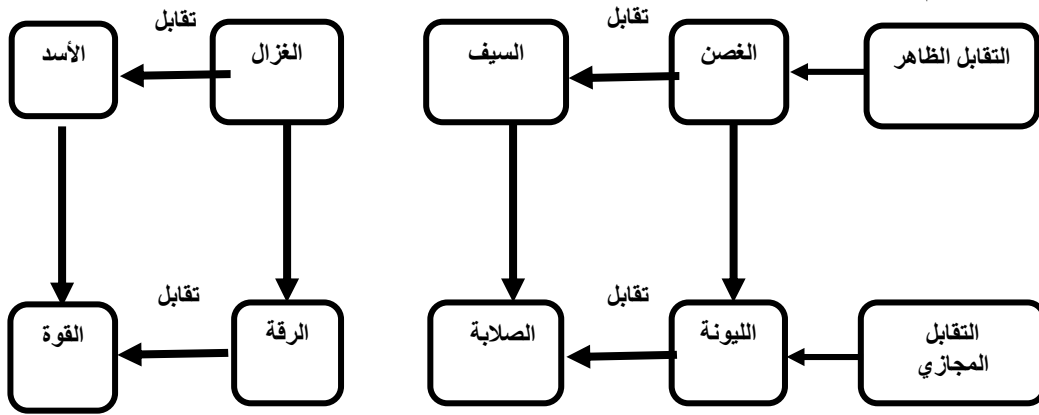 تقابل
تقابل
التقابل الظاهر
الغصن
السيف
الغزال
الأسد
تقابل
تقابل
التقابل
المجازي
الليونة
الصلابة
الرقة
القوة